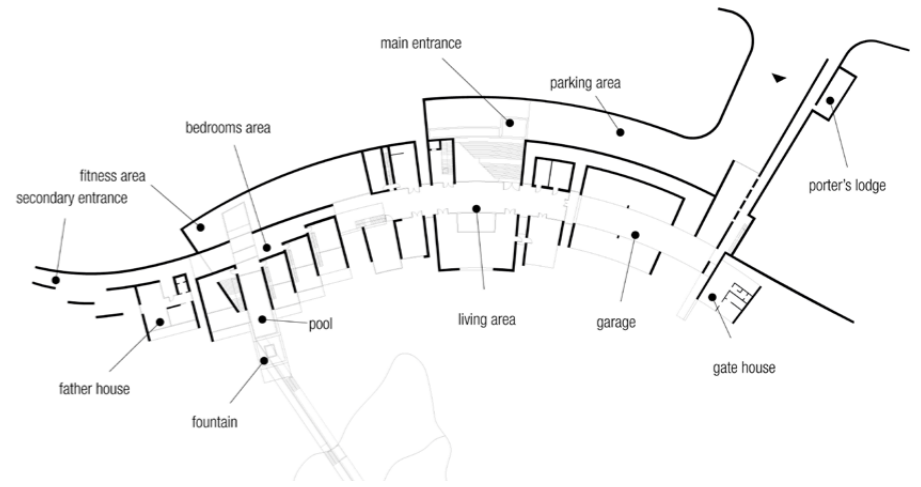 main entrance
parking area
bedrooms area
fitness area
secondary entrance
porter's lodge
pool
living area
garage
father house
gate house
fountain